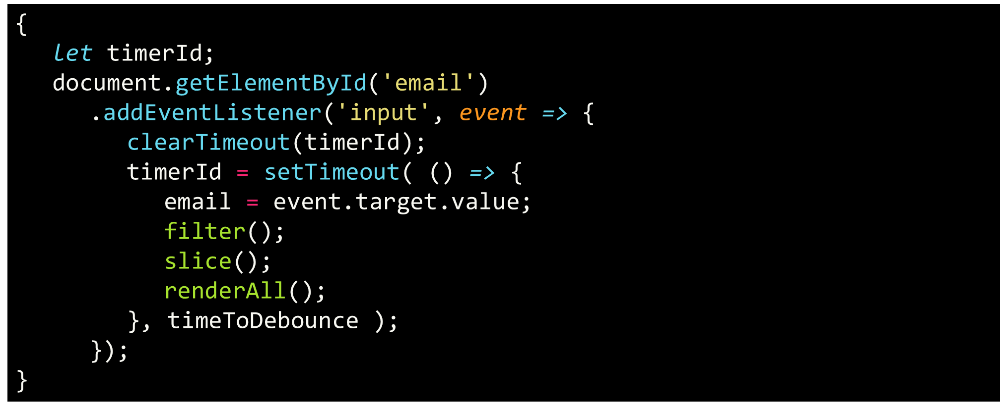 {
let timerId;
document.getElementById('email')
.addEventListener('input', event => {
clearTimeout(timerId);
timerId = setTimeout( () => {
email = event.target.value;
filter();
slice();
renderAll();
}, timeToDebounce );
});
}